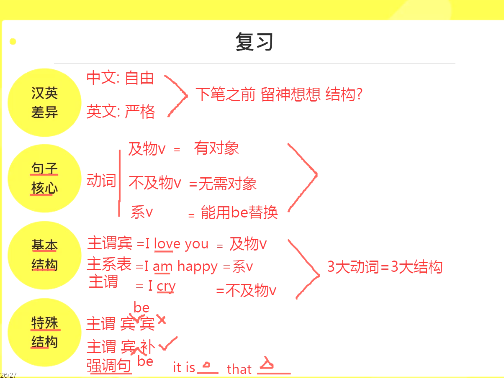 复习
汉英
差异
中文: 自由
英文: 严格
下笔之前 留神想想 结构?
句子
核心
动词
及物v = 有对象
不及物v =无需对象
系v = 能用be替换
基本
结构
主谓宾 =I love you = 及物v
主系表 =I am happy =系v
主谓 = I cry =不及物v
3大动词=3大结构
特殊
结构
be
主谓 宾 宾
主谓 宾 补
be
强调句 it is that